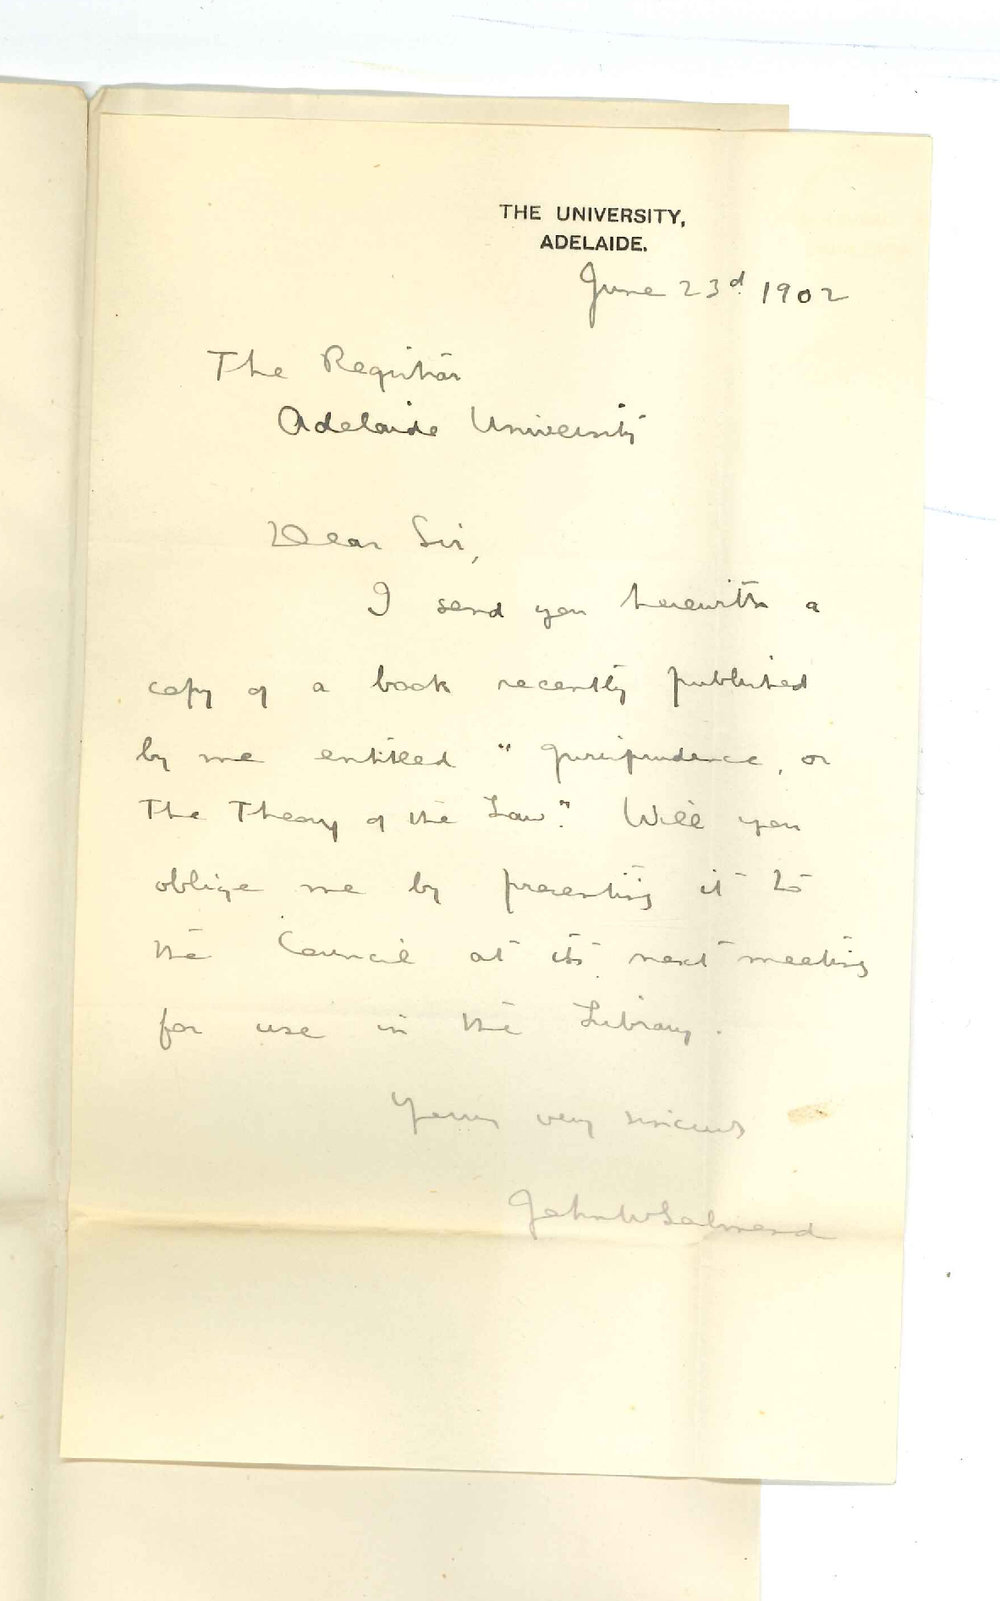 THE UNIVERSITY,
ADELAIDE.
June 23d 1902
The Registrar
Adelaide University
Dear Sir,
I send you herewith a
copy of a book recently published
by me entitled "Jurisprudence, or
The Theory of the Law". Will you
oblige me by presenting it to
the Council at its next meeting
for use in the Library.
Yours very sincerely
John W Salmond